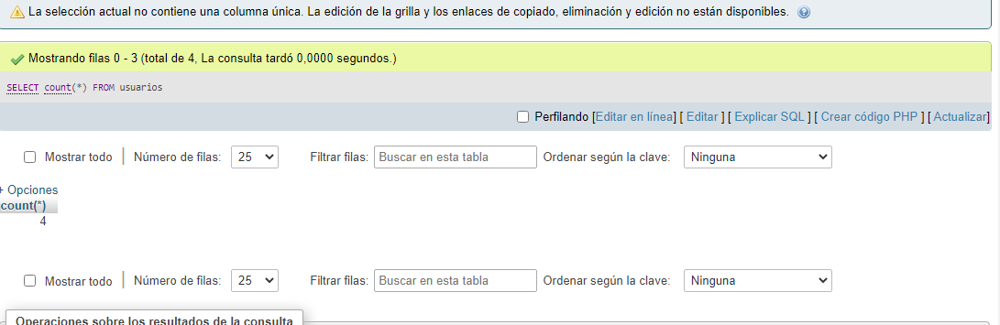 La selección actual no contiene una columna única. La edición de la grilla y los enlaces de copiado, eliminación y edición no están disponibles.
Mostrando filas 0 - 3 (total de 4, La consulta tardó 0,0000 segundos.)
SELECT count(*) FROM usuarios
Perfilando [Editar en línea] [ Editar ] [ Explicar SQL ] [ Crear código PHP ] [ Actualizar]
Mostrar todo | Número de filas: 25 Filtrar filas: Buscar en esta tabla Ordenar según la clave: Ninguna
+ Opciones
count(*)
4
Mostrar todo | Número de filas: 25 Filtrar filas: Buscar en esta tabla Ordenar según la clave: Ninguna
Operaciones sobre los resultados de la consulta